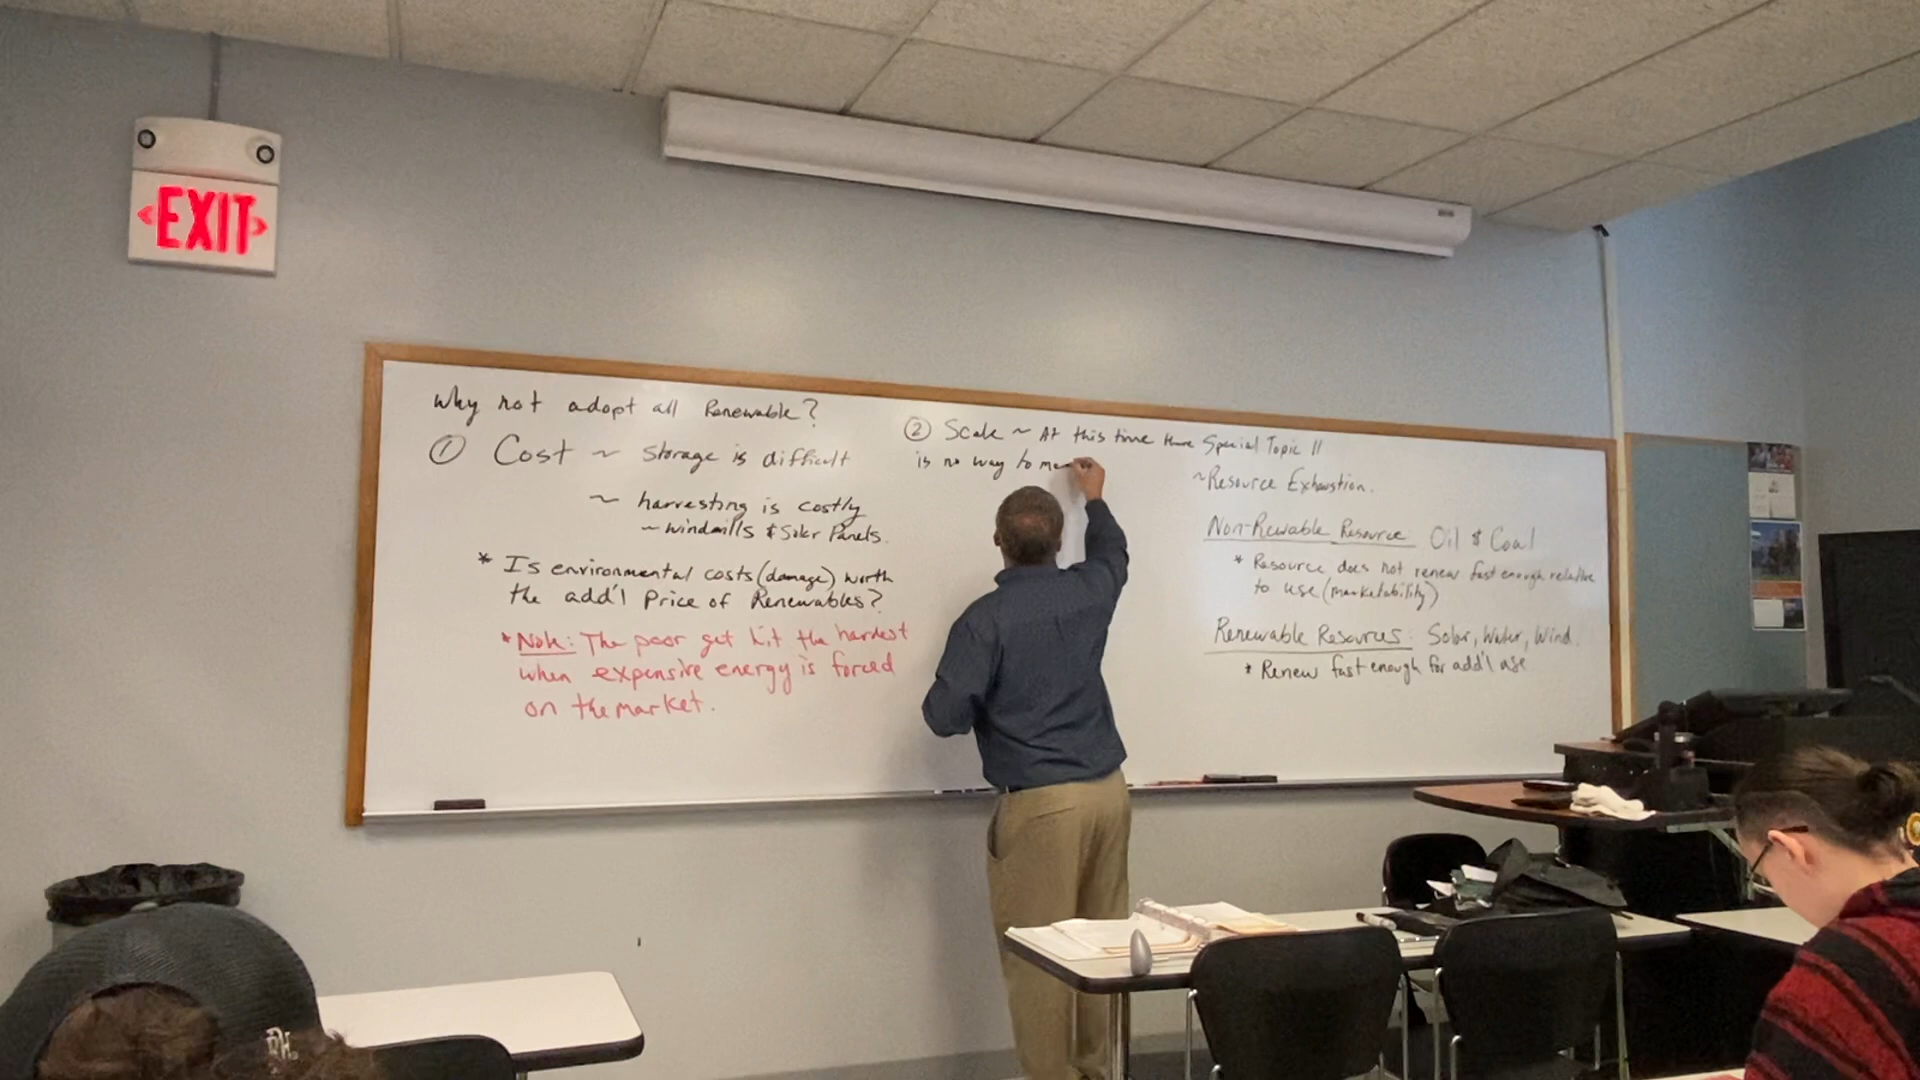 EXIT
Why not adopt all Renewable?
① Cost ~ Storage is difficult
~ harvesting is costly
~ Windmills & Solar Panels.
* Is environmental costs (damage) worth
the add'l Price of Renewables?
* Note: The poor get hit the hardest
when expensive energy is forced
on the market.
② Scale ~ At this time there
is no way to me
Special Topic 11
~ Resource Exhaustion.
Non-Rewable Resource: Oil & Coal
* Resource does not renew fast enough relative
to use (marketability)
Renewable Resources: Solar, Water, Wind.
* Renew fast enough for add'l use